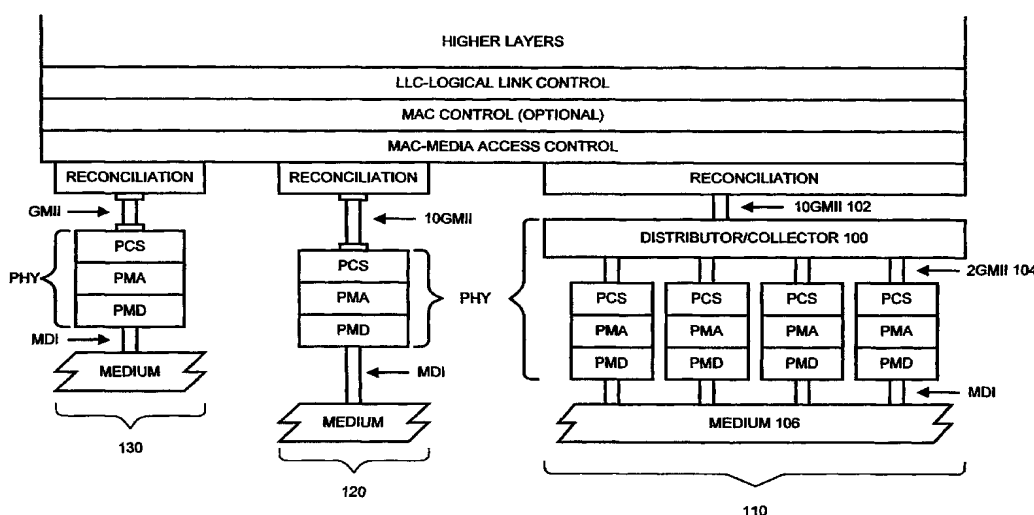 HIGHER LAYERS
LLC-LOGICAL LINK CONTROL
MAC CONTROL (OPTIONAL)
MAC-MEDIA ACCESS CONTROL
RECONCILIATION
GMII
PHY
PCS
PMA
PMD
MDI
MEDIUM
130
RECONCILIATION
10GMII
PCS
PMA
PMD
PHY
MDI
MEDIUM
120
RECONCILIATION
10GMII 102
DISTRIBUTOR/COLLECTOR 100
2GMII 104
PCS
PMA
PMD
PCS
PMA
PMD
PCS
PMA
PMD
PCS
PMA
PMD
MDI
MEDIUM 106
110